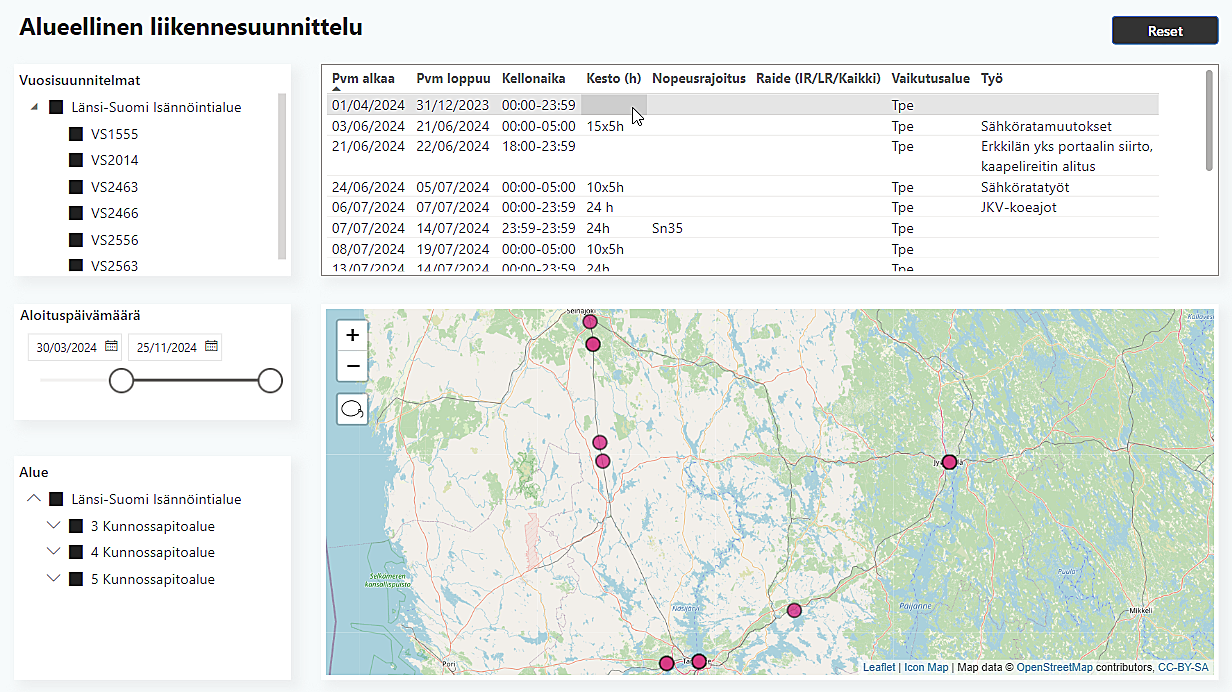 Alueellinen liikennesuunnittelu
Reset
Vuosisuunnitelmat
Länsi-Suomi Isännöintialue
VS1555
VS2014
VS2463
VS2466
VS2556
VS2563
Pvm alkaa Pvm loppuu Kellonaika Kesto (h) Nopeusrajoitus Raide (IR/LR/Kaikki) Vaikutusalue Työ
01/04/2024 31/12/2023 00:00-23:59 Tpe
03/06/2024 21/06/2024 00:00-05:00 15x5h Tpe Sähköratamuutokset
21/06/2024 22/06/2024 18:00-23:59 Tpe Erkkilän yks portaalin siirto,
kaapelireitin alitus
24/06/2024 05/07/2024 00:00-05:00 10x5h Tpe Sähköratatyöt
06/07/2024 07/07/2024 00:00-23:59 24 h Tpe JKV-koeajot
07/07/2024 14/07/2024 23:59-23:59 24h Sn35 Tpe
08/07/2024 19/07/2024 00:00-05:00 10x5h Tpe
13/07/2024 14/07/2024 00:00-23:59 24h Tpe
Aloituspäivämäärä
30/03/2024 25/11/2024
Alue
Länsi-Suomi Isännöintialue
3 Kunnossapitoalue
4 Kunnossapitoalue
5 Kunnossapitoalue
+
−
Seinäjoki
Selkämeren
kansallispuisto
Puula
Päijänne
Näsijärvi
Mikkeli
Pori
Leaflet | Icon Map | Map data © OpenStreetMap contributors, CC-BY-SA